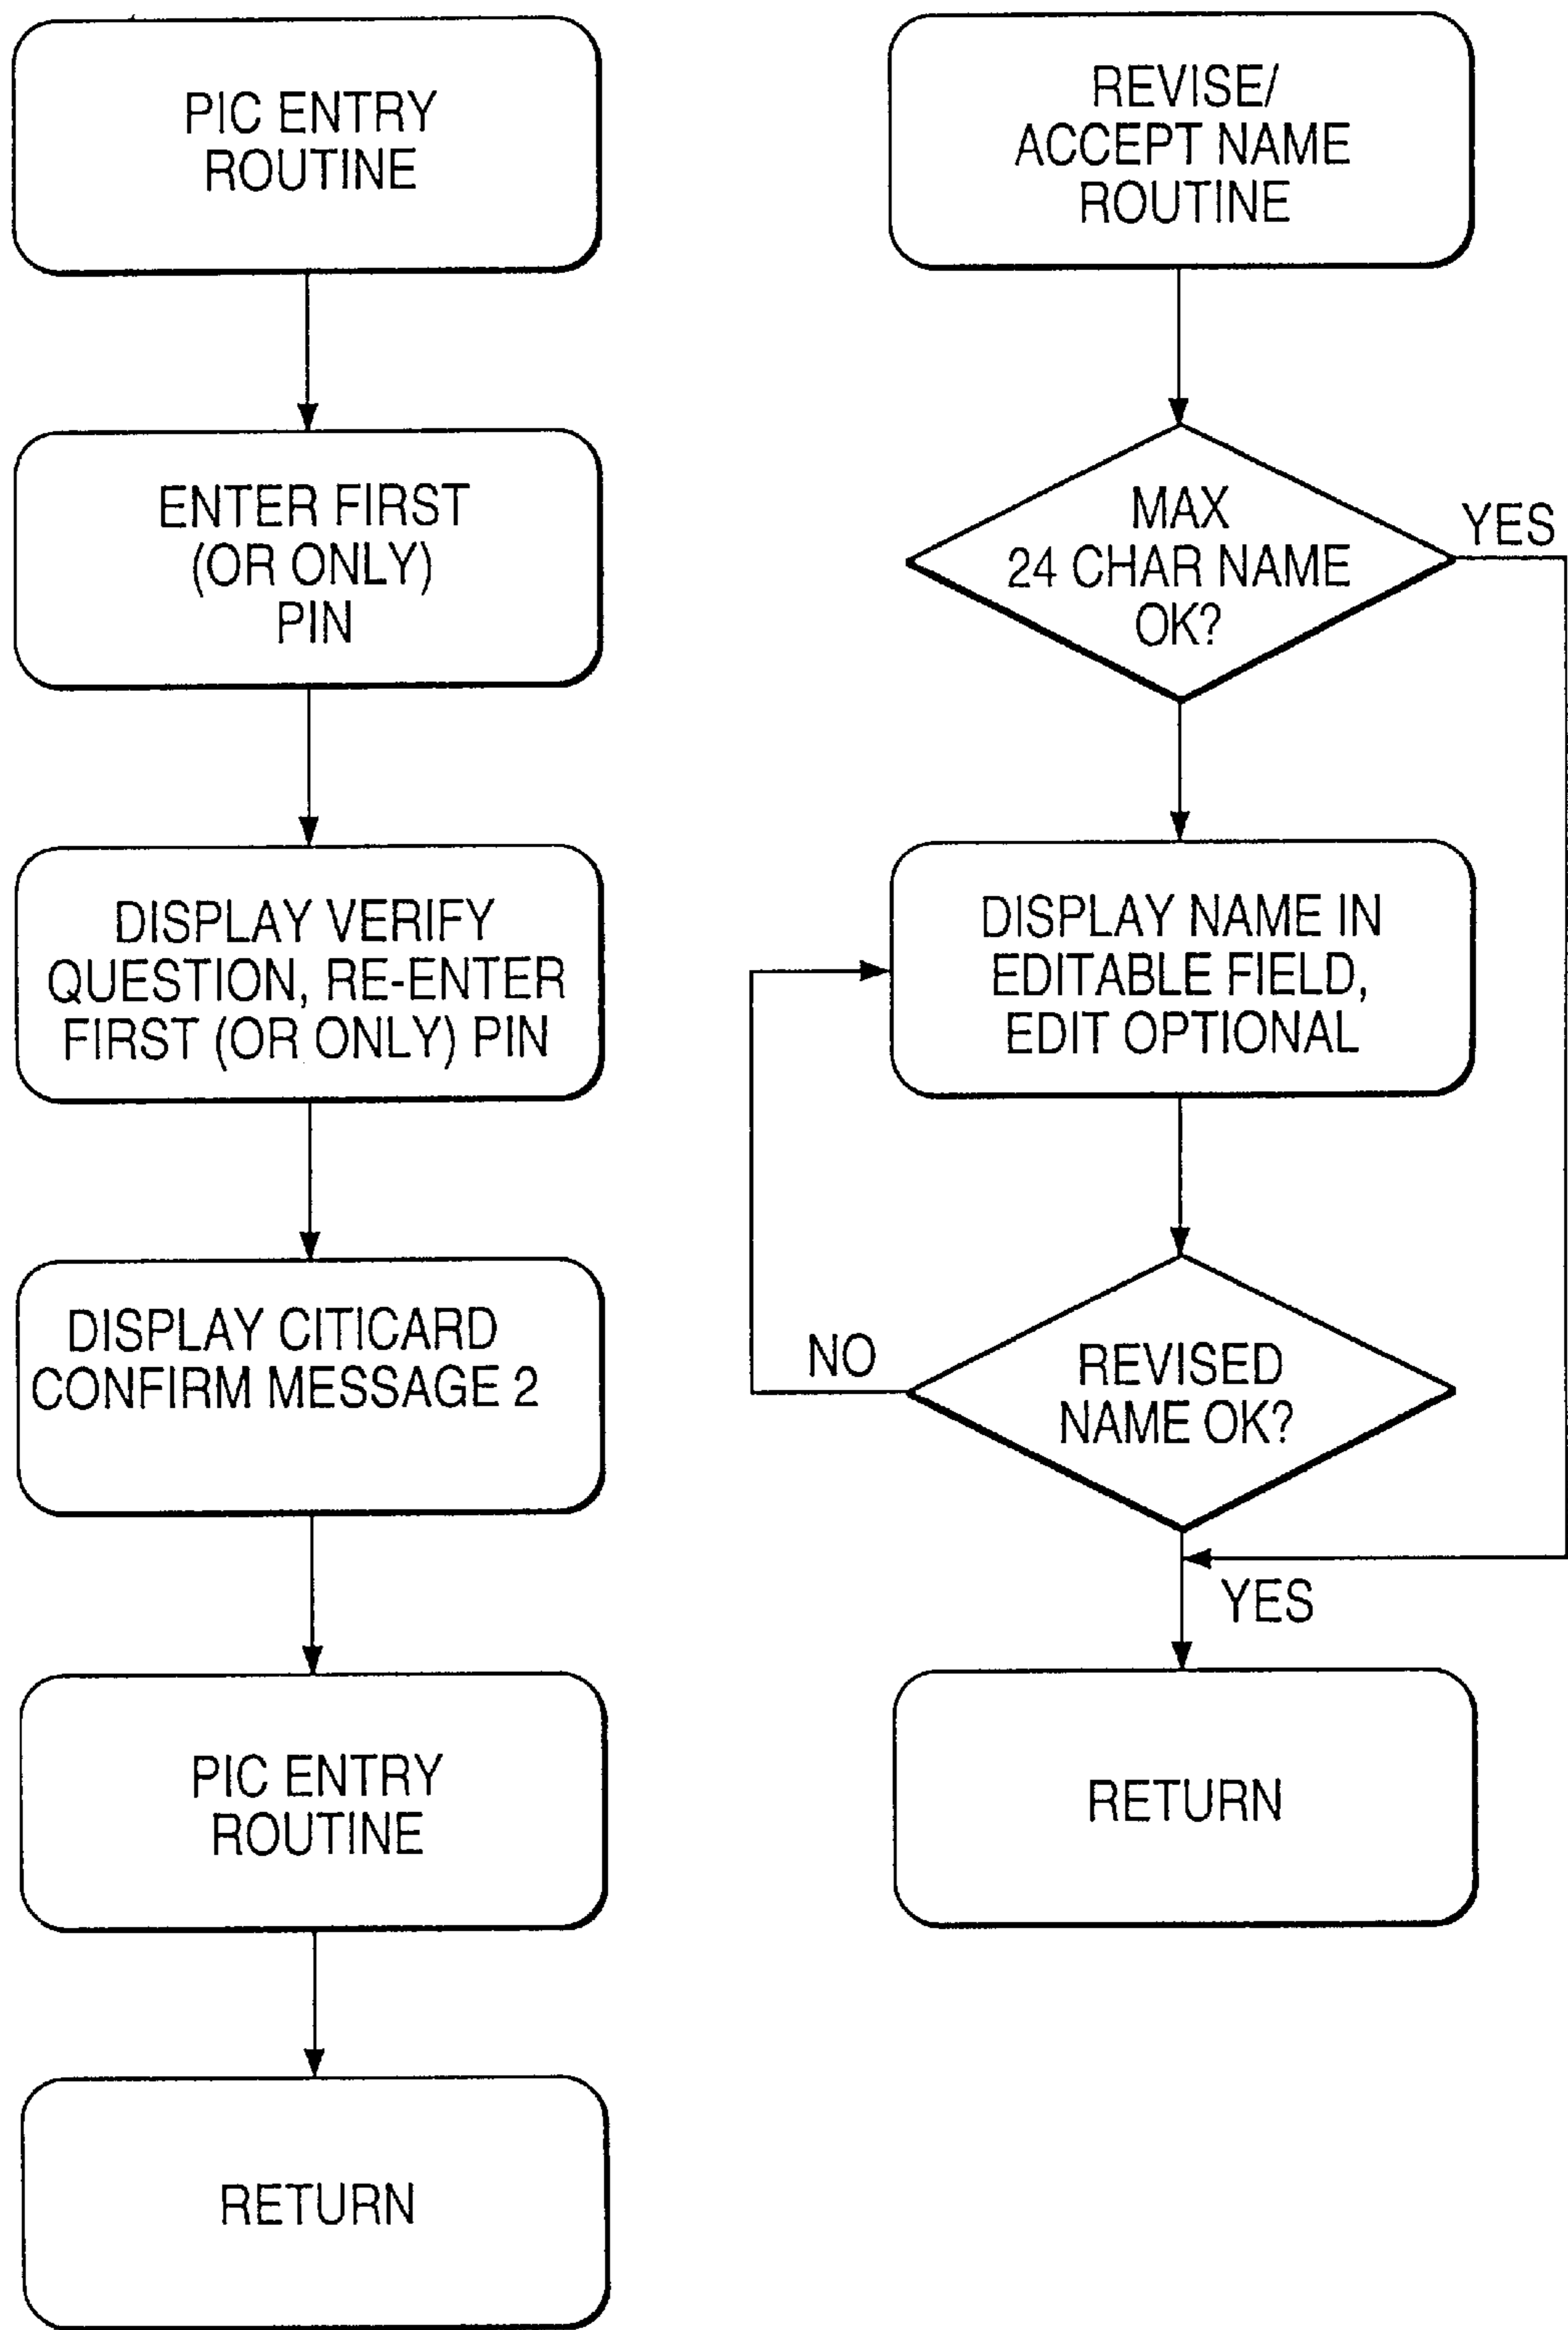 PIC ENTRY
ROUTINE
ENTER FIRST
(OR ONLY)
PIN
DISPLAY VERIFY
QUESTION, RE-ENTER
FIRST (OR ONLY) PIN
DISPLAY CITICARD
CONFIRM MESSAGE 2
PIC ENTRY
ROUTINE
RETURN
REVISE/
ACCEPT NAME
ROUTINE
MAX
24 CHAR NAME
OK?
YES
DISPLAY NAME IN
EDITABLE FIELD,
EDIT OPTIONAL
NO
REVISED
NAME OK?
YES
RETURN